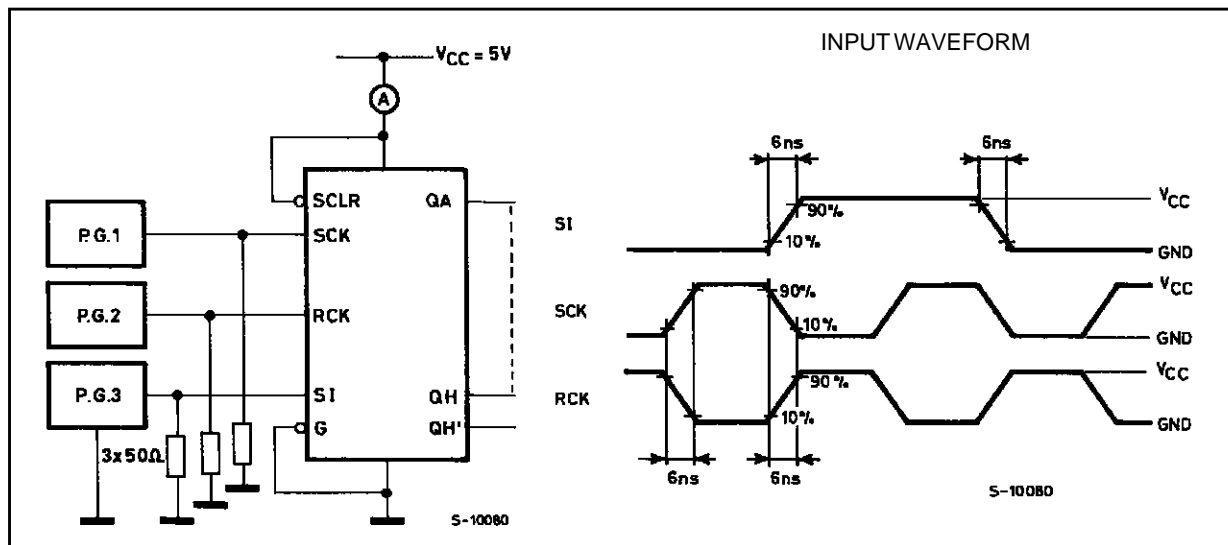 VCC = 5V
A
SCLR
QA
P.G.1
SCK
P.G.2
RCK
P.G.3
SI
QH
G
QH'
3x50Ω
S-10080
INPUT WAVEFORM
6ns
6ns
SI
90%
10%
VCC
GND
SCK
90%
10%
VCC
GND
RCK
90%
10%
VCC
GND
6ns
6ns
S-10080